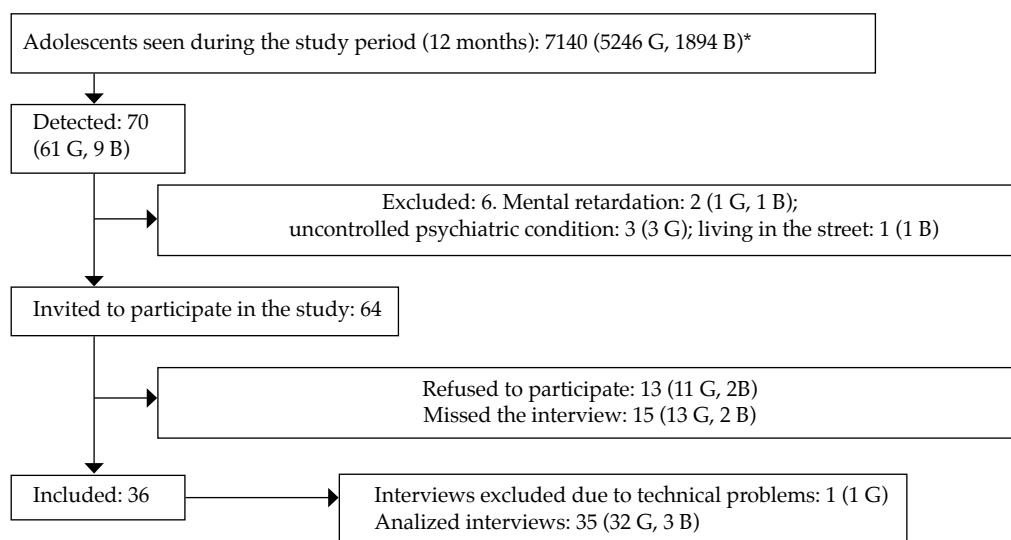 Adolescents seen during the study period (12 months): 7140 (5246 G, 1894 B)*
Detected: 70
(61 G, 9 B)
Excluded: 6. Mental retardation: 2 (1 G, 1 B);
uncontrolled psychiatric condition: 3 (3 G); living in the street: 1 (1 B)
Invited to participate in the study: 64
Refused to participate: 13 (11 G, 2B)
Missed the interview: 15 (13 G, 2 B)
Included: 36
Interviews excluded due to technical problems: 1 (1 G)
Analized interviews: 35 (32 G, 3 B)